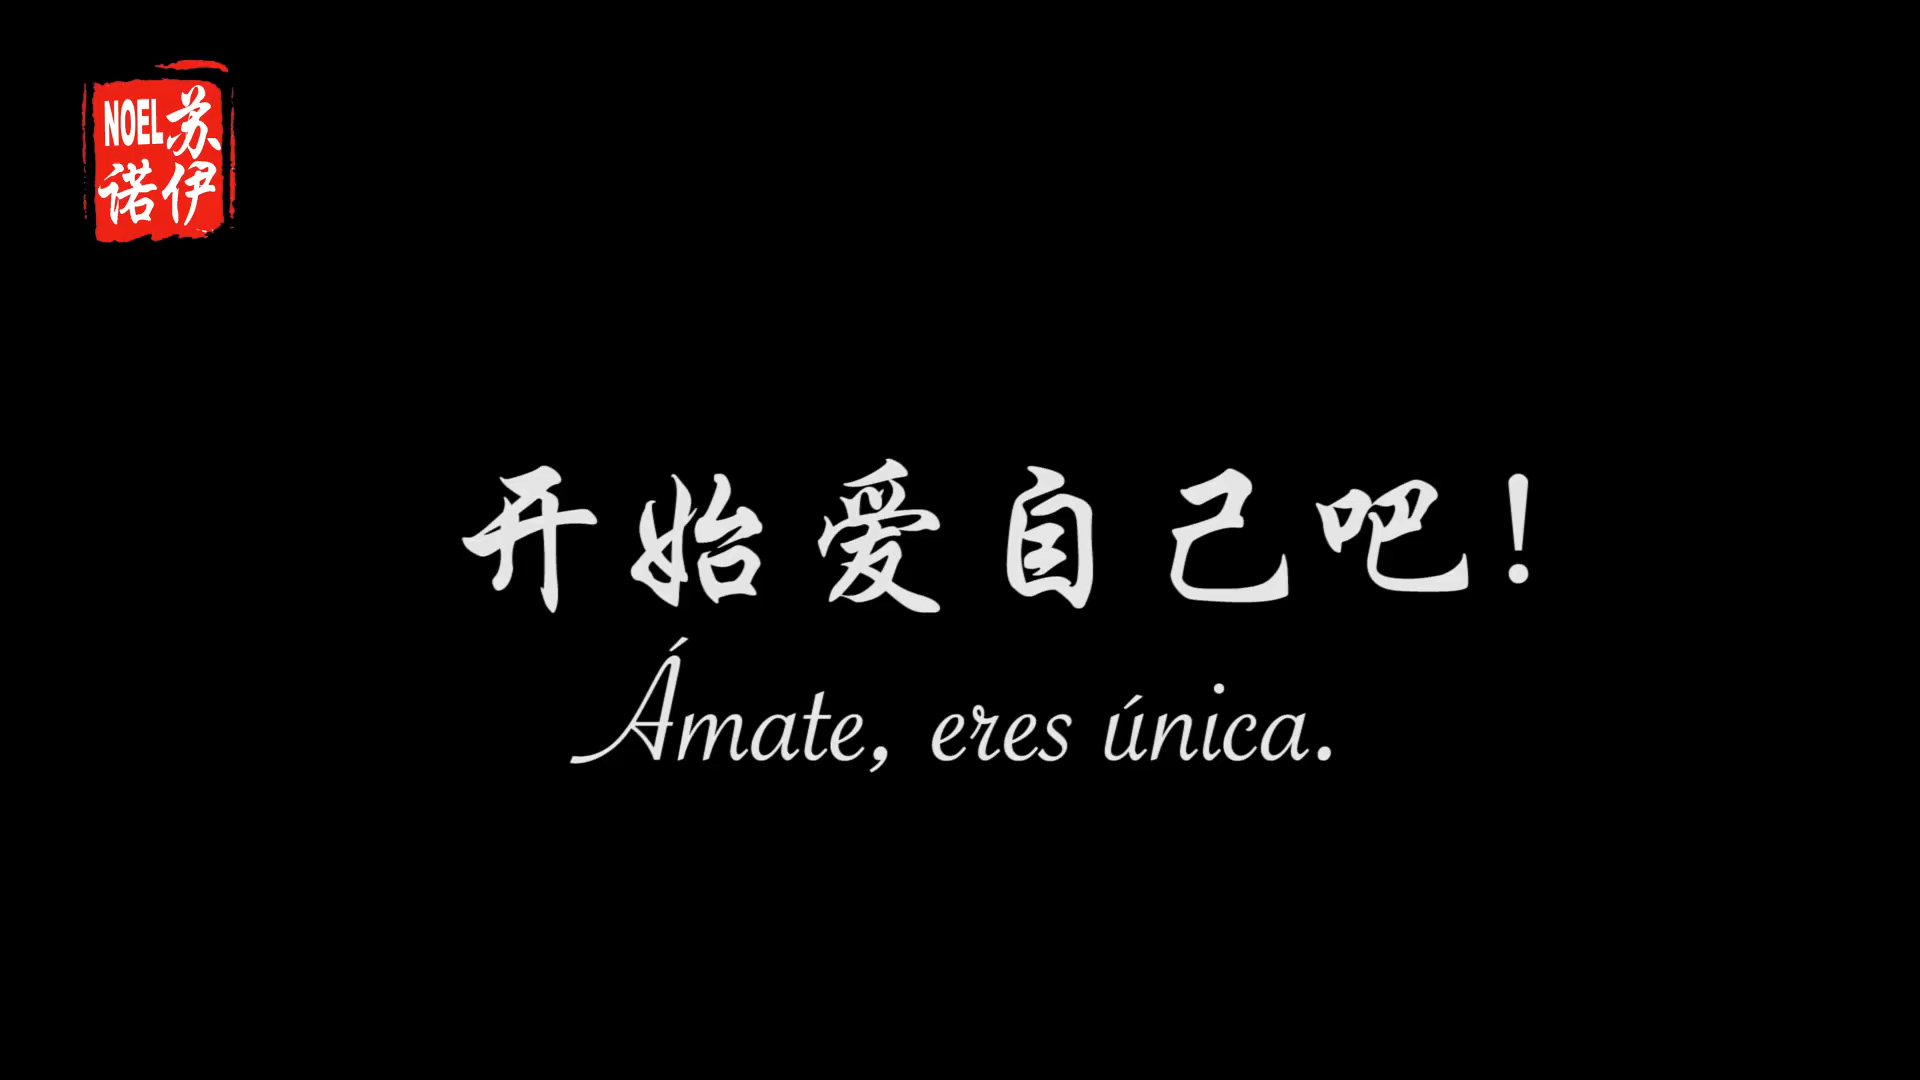 NOEL苏
诺伊
开始爱自己吧！
Ámate, eres única.